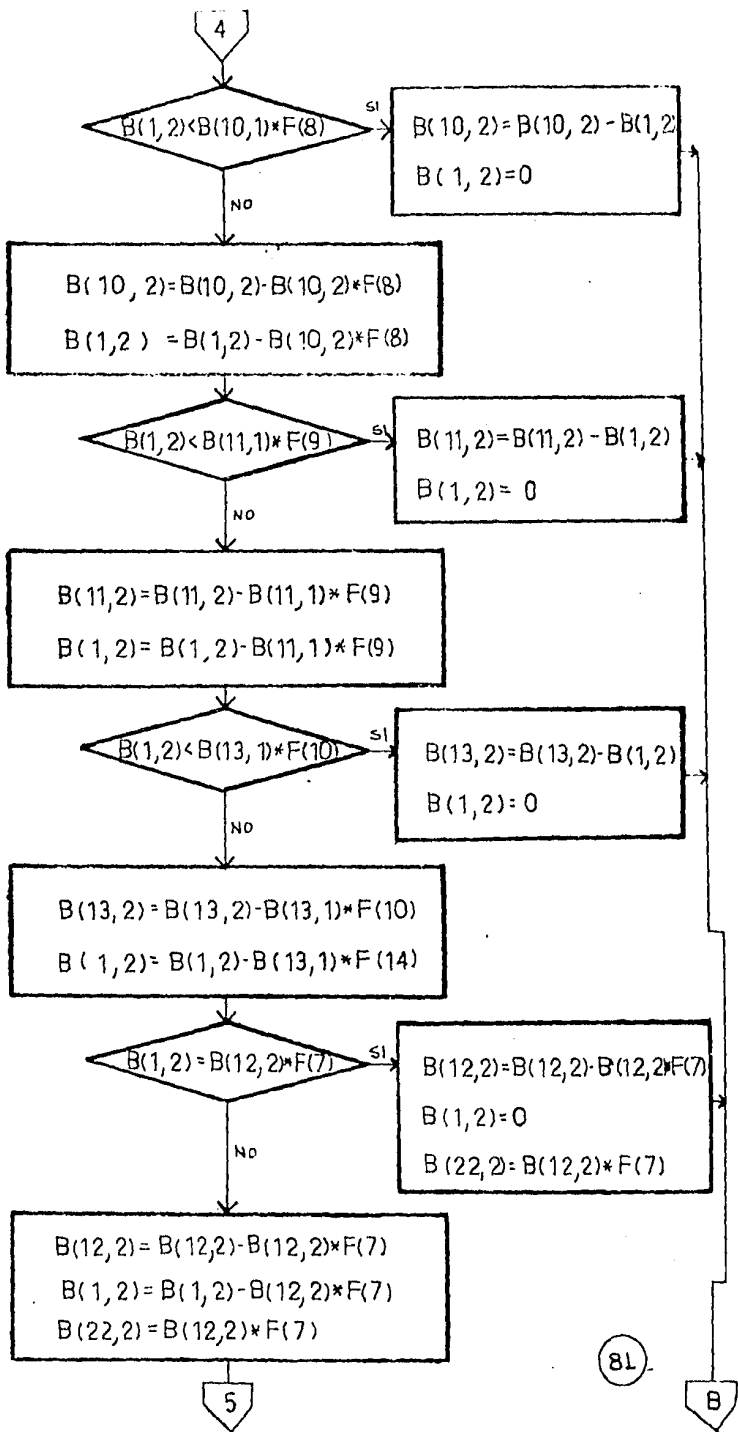 4
B(1,2)<B(10,1)*F(8)
SI
B(10,2)=B(10,2)-B(1,2)
B(1,2)=0
NO
B(10,2)=B(10,2)-B(10,2)*F(8)
B(1,2) =B(1,2)-B(10,2)*F(8)
B(1,2)<B(11,1)*F(9)
SI
B(11,2)=B(11,2)-B(1,2)
B(1,2)= 0
NO
B(11,2)=B(11,2)-B(11,1)*F(9)
B(1,2)= B(1,2)-B(11,1)*F(9)
B(1,2)<B(13,1)*F(10)
SI
B(13,2)=B(13,2)-B(1,2)
B(1,2)=0
NO
B(13,2)=B(13,2)-B(13,1)*F(10)
B(1,2)= B(1,2)-B(13,1)*F(14)
B(1,2)=B(12,2)*F(7)
SI
B(12,2)=B(12,2)-B(12,2*F(7)
B(1,2)=0
B(22,2)=B(12,2)*F(7)
NO
B(12,2)=B(12,2)-B(12,2)*F(7)
B(1,2)=B(1,2)-B(12,2)*F(7)
B(22,2)=B(12,2)*F(7)
81
5
B